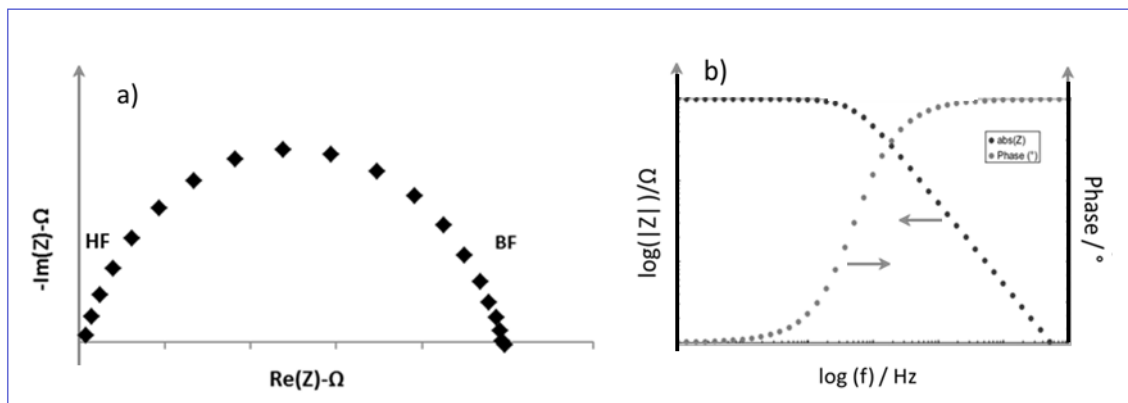 a)
HF
BF
-Im(Z)-Ω
Re(Z)-Ω
b)
abs(Z)
Phase (°)
log(|Z|)/Ω
Phase / °
log (f) / Hz